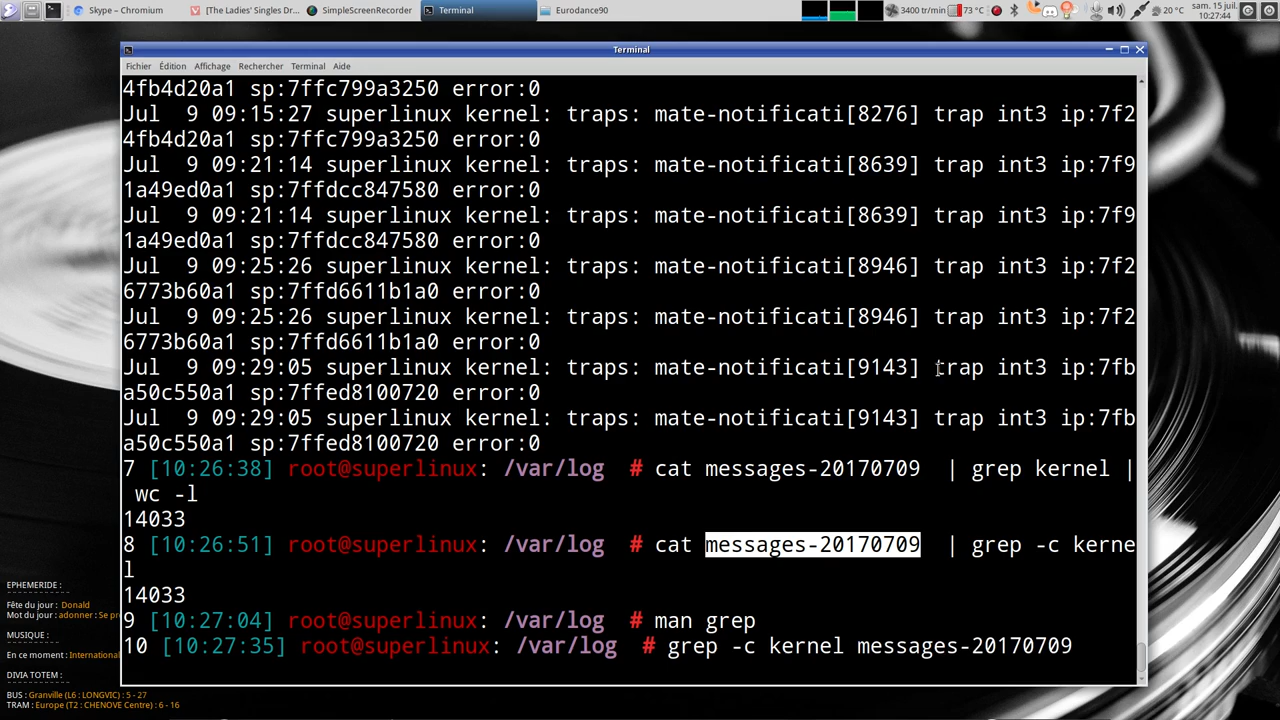 Skype – Chromium
[The Ladies' Singles Dr...
SimpleScreenRecorder
Terminal
Eurodance90
3400 tr/min
73 °C
20 °C
sam. 15 juil.
10:27:44
Terminal
Fichier Édition Affichage Rechercher Terminal Aide
4fb4d20a1 sp:7ffc799a3250 error:0
Jul  9 09:15:27 superlinux kernel: traps: mate-notificati[8276] trap int3 ip:7f2
4fb4d20a1 sp:7ffc799a3250 error:0
Jul  9 09:21:14 superlinux kernel: traps: mate-notificati[8639] trap int3 ip:7f9
1a49ed0a1 sp:7ffdcc847580 error:0
Jul  9 09:21:14 superlinux kernel: traps: mate-notificati[8639] trap int3 ip:7f9
1a49ed0a1 sp:7ffdcc847580 error:0
Jul  9 09:25:26 superlinux kernel: traps: mate-notificati[8946] trap int3 ip:7f2
6773b60a1 sp:7ffd6611b1a0 error:0
Jul  9 09:25:26 superlinux kernel: traps: mate-notificati[8946] trap int3 ip:7f2
6773b60a1 sp:7ffd6611b1a0 error:0
Jul  9 09:29:05 superlinux kernel: traps: mate-notificati[9143] trap int3 ip:7fb
a50c550a1 sp:7ffed8100720 error:0
Jul  9 09:29:05 superlinux kernel: traps: mate-notificati[9143] trap int3 ip:7fb
a50c550a1 sp:7ffed8100720 error:0
7 [10:26:38] root@superlinux: /var/log  # cat messages-20170709  | grep kernel |
 wc -l
14033
8 [10:26:51] root@superlinux: /var/log  # cat messages-20170709  | grep -c kerne
l
14033
9 [10:27:04] root@superlinux: /var/log  # man grep
10 [10:27:35] root@superlinux: /var/log  # grep -c kernel messages-20170709
EPHEMERIDE :
Fête du jour : Donald
Mot du jour : adonner : Se pr
MUSIQUE :
En ce moment : International
DIVIA TOTEM :
BUS : Granville (L6 : LONGVIC) : 5 - 27
TRAM : Europe (T2 : CHENOVE Centre) : 6 - 16